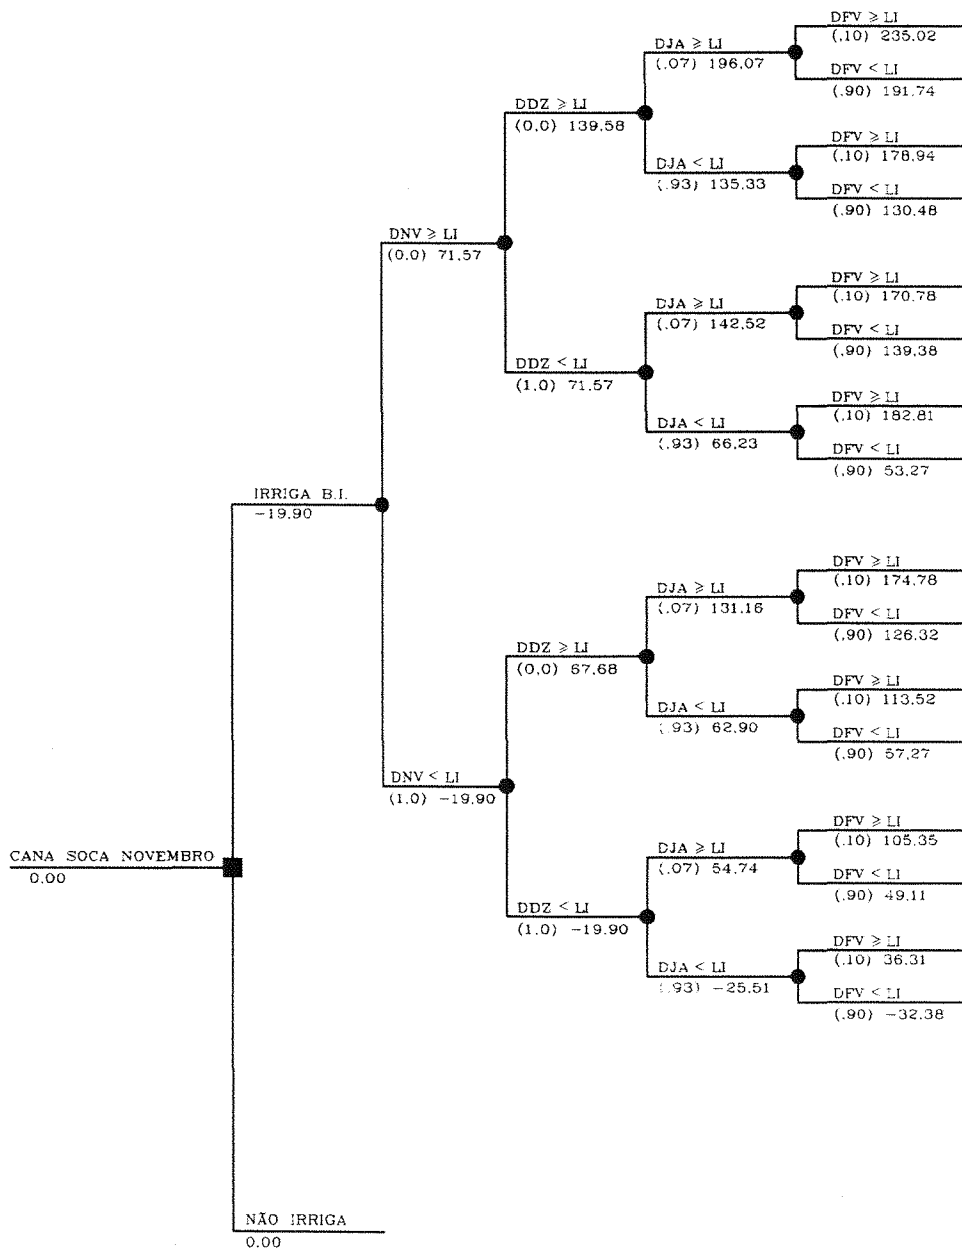 DFV ⩾ LI
(,10) 235,02
DJA ⩾ LI
(,07) 196,07
DFV < LI
(,90) 191,74
DDZ ⩾ LI
(0,0) 139,58
DFV ⩾ LI
(,10) 178,94
DJA < LI
(,93) 135,33
DFV < LI
(,90) 130,48
DNV ⩾ LI
(0,0) 71,57
DFV ⩾ LI
(,10) 170,78
DJA ⩾ LI
(,07) 142,52
DFV < LI
(,90) 139,38
DDZ < LI
(1,0) 71,57
DFV ⩾ LI
(,10) 182,81
DJA < LI
(,93) 66,23
DFV < LI
(,90) 53,27
IRRIGA B.I.
−19,90
DFV ⩾ LI
(,10) 174,78
DJA ⩾ LI
(,07) 131,16
DFV < LI
(,90) 126,32
DDZ ⩾ LI
(0,0) 67,68
DFV ⩾ LI
(,10) 113,52
DJA < LI
(,93) 62,90
DFV < LI
(,90) 57,27
DNV < LI
(1,0) −19,90
DFV ⩾ LI
(,10) 105,35
DJA ⩾ LI
(,07) 54,74
DFV < LI
(,90) 49,11
CANA SOCA NOVEMBRO
0,00
DDZ < LI
(1,0) −19,90
DFV ⩾ LI
(,10) 36,31
DJA < LI
(,93) −25,51
DFV < LI
(,90) −32,38
NÃO IRRIGA
0,00